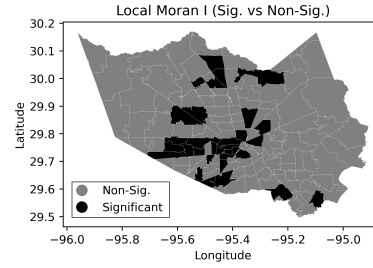 Local Moran I (Sig. vs Non-Sig.)
30.2
30.1
30.0
29.9
29.8
29.7
29.6
29.5
Latitude
Non-Sig.
Significant
−96.0 −95.8 −95.6 −95.4 −95.2 −95.0
Longitude